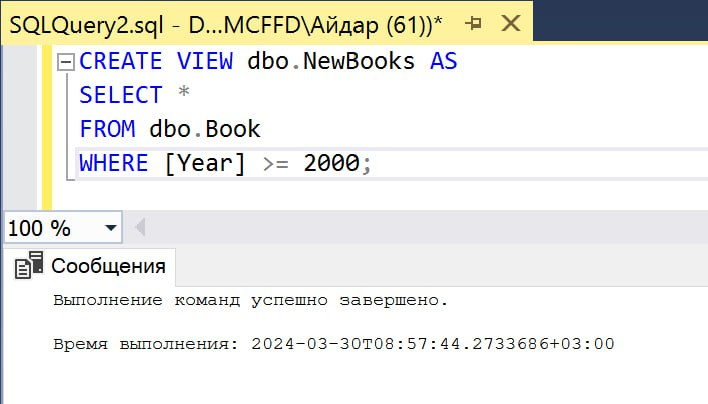 SQLQuery2.sql - D...MCFFD\Айдар (61))*
CREATE VIEW dbo.NewBooks AS
SELECT *
FROM dbo.Book
WHERE [Year] >= 2000;
100 %
Сообщения
Выполнение команд успешно завершено.
Время выполнения: 2024-03-30T08:57:44.2733686+03:00